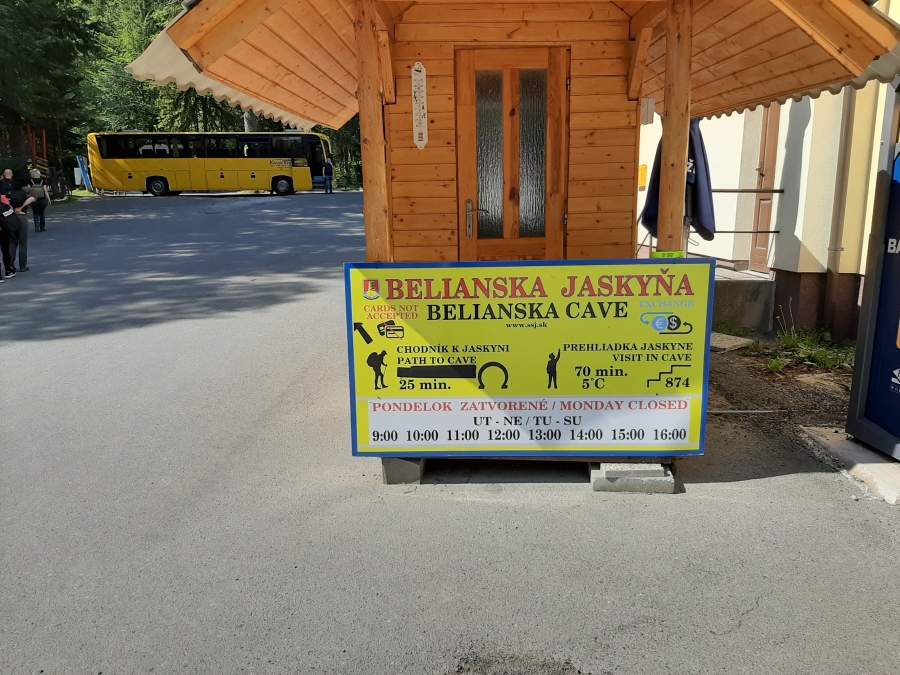 BELIANSKA JASKYŇA
CARDS NOT
ACCEPTED
BELIANSKA CAVE
EXCHANGE
€ $
www.ssj.sk
CHODNÍK K JASKYNI
PATH TO CAVE
25 min.
PREHLIADKA JASKYNE
VISIT IN CAVE
70 min.
5°C
874
PONDELOK ZATVORENÉ / MONDAY CLOSED
UT - NE / TU - SU
9:00 10:00 11:00 12:00 13:00 14:00 15:00 16:00